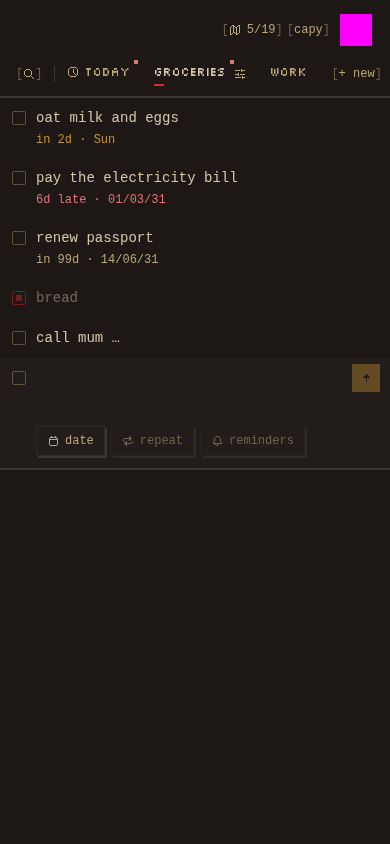 [5/19] [capy]
[ ] TODAY GROCERIES WORK [+ new]
oat milk and eggs
in 2d · Sun
pay the electricity bill
6d late · 01/03/31
renew passport
in 99d · 14/06/31
bread
call mum …
date repeat reminders